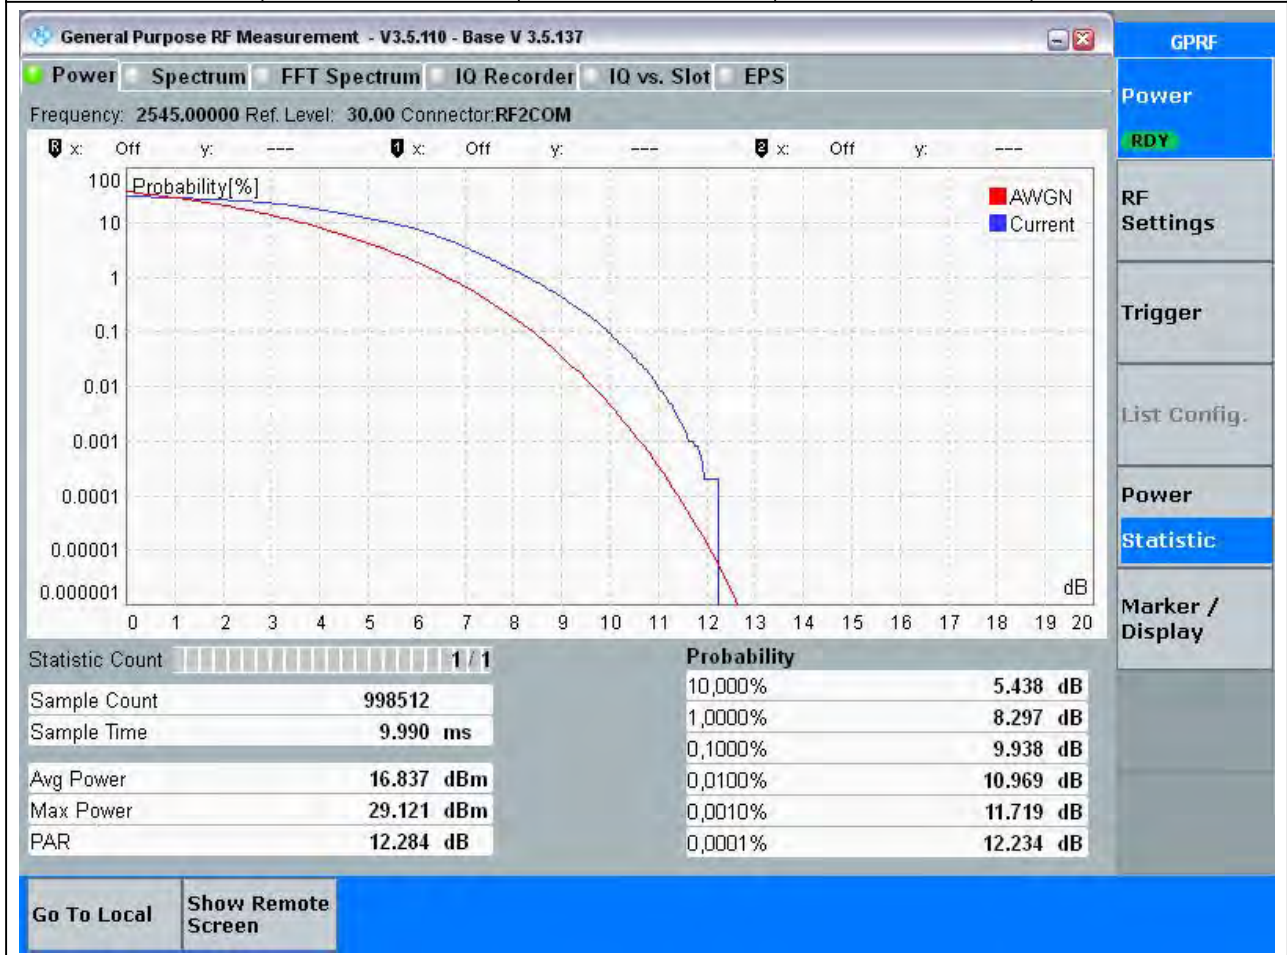 General Purpose RF Measurement - V3.5.110 - Base V 3.5.137
GPRF
Power Spectrum FFT Spectrum IQ Recorder IQ vs. Slot EPS
Frequency: 2545.00000 Ref. Level: 30.00 Connector:RF2COM
R x: Off y: --- 1 x: Off y: --- 2 x: Off y: ---
Probability[%]
AWGN
Current
100
10
1
0.1
0.01
0.001
0.0001
0.00001
0.000001
dB
0 1 2 3 4 5 6 7 8 9 10 11 12 13 14 15 16 17 18 19 20
Statistic Count 1 / 1
Sample Count 998512
Sample Time 9.990 ms
Avg Power 16.837 dBm
Max Power 29.121 dBm
PAR 12.284 dB
Probability
10,000% 5.438 dB
1,0000% 8.297 dB
0,1000% 9.938 dB
0,0100% 10.969 dB
0,0010% 11.719 dB
0,0001% 12.234 dB
Power
RDY
RF
Settings
Trigger
List Config.
Power
Statistic
Marker /
Display
Go To Local
Show Remote
Screen